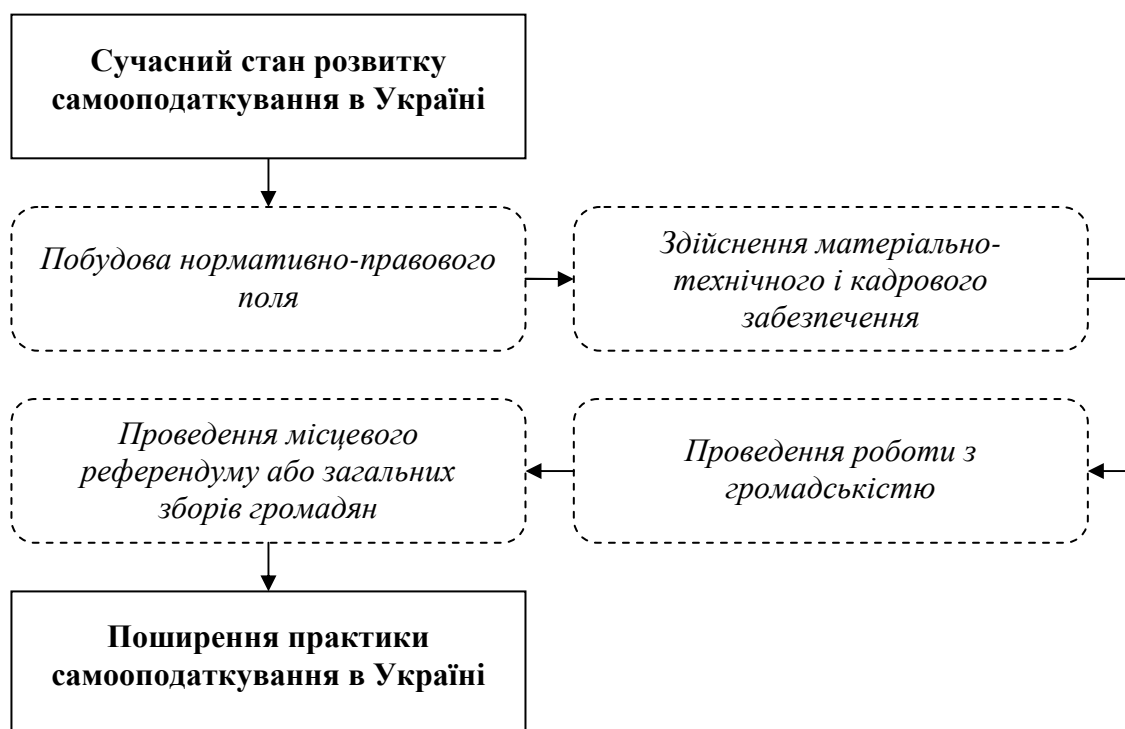 Сучасний стан розвитку
самооподаткування в Україні
Побудова нормативно-правового
поля
Здійснення матеріально-
технічного і кадрового
забезпечення
Проведення місцевого
референдуму або загальних
зборів громадян
Проведення роботи з
громадськістю
Поширення практики
самооподаткування в Україні